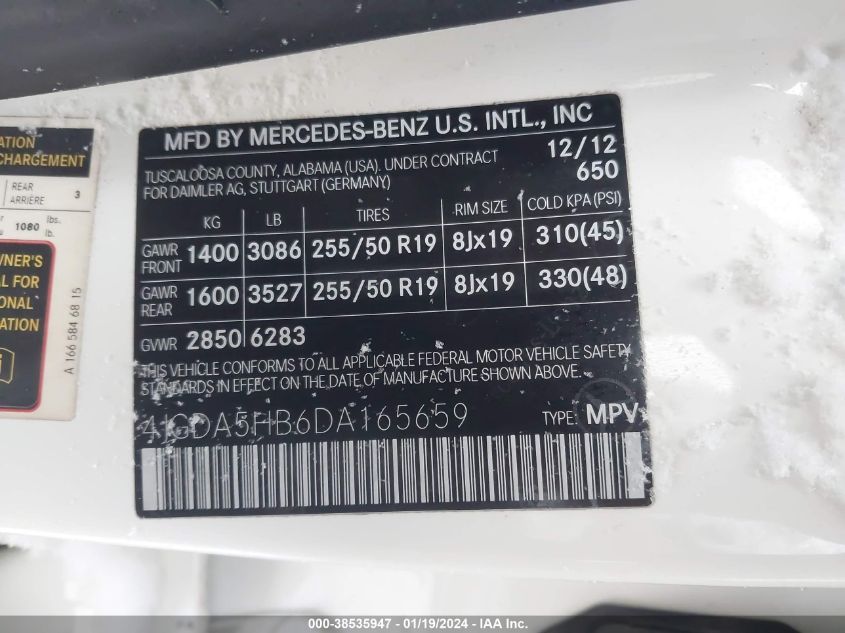 MFD BY MERCEDES-BENZ U.S. INTL., INC
TUSCALOOSA COUNTY, ALABAMA (USA). UNDER CONTRACT
FOR DAIMLER AG, STUTTGART (GERMANY)
12/12
650
KG LB TIRES RIM SIZE COLD KPA (PSI)
GAWR FRONT 1400 3086 255/50 R19 8Jx19 310(45)
GAWR REAR 1600 3527 255/50 R19 8Jx19 330(48)
GVWR 2850 6283
THIS VEHICLE CONFORMS TO ALL APPLICABLE FEDERAL MOTOR VEHICLE SAFETY
STANDARDS IN EFFECT ON THE DATE OF MANUFACTURE SHOWN ABOVE.
4JGDA5HB6DA165659
TYPE: MPV
REAR
ARRIÈRE 3
1080 lbs.
lb.
FOR
A 166 584 68 15
000-38535947 - 01/19/2024 - IAA Inc.